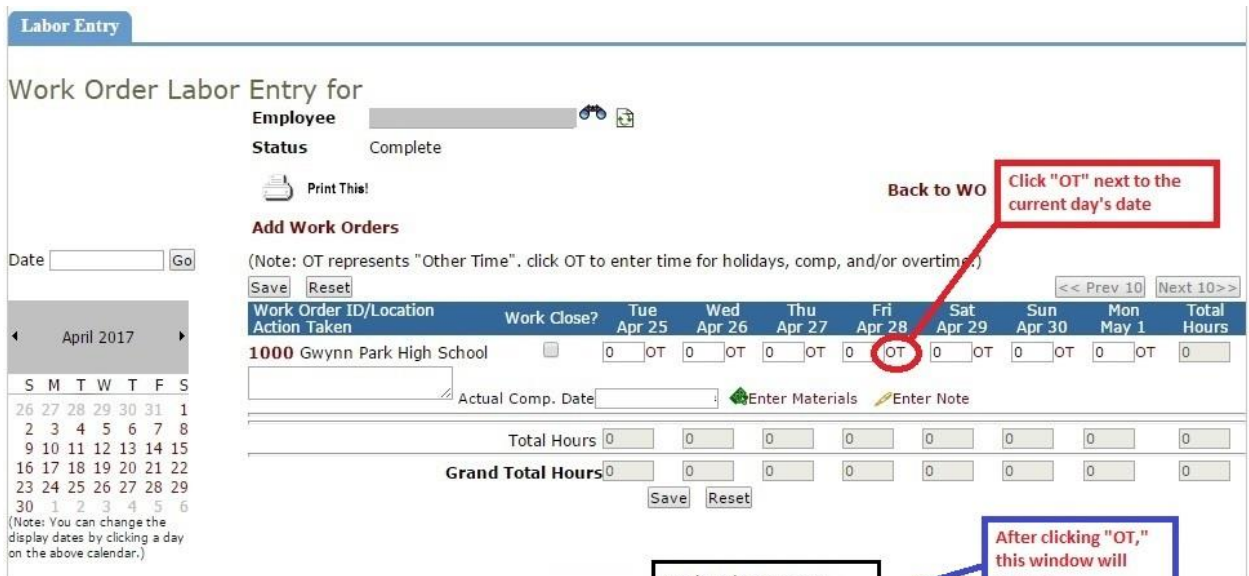 Labor Entry
Work Order Labor Entry for
Employee
Status Complete
Print This!
Back to WO
Click "OT" next to the
current day's date
Add Work Orders
Date Go
(Note: OT represents "Other Time". click OT to enter time for holidays, comp, and/or overtime.)
Save Reset << Prev 10 Next 10>>
Work Order ID/Location Work Close? Tue Wed Thu Fri Sat Sun Mon Total
Action Taken Apr 25 Apr 26 Apr 27 Apr 28 Apr 29 Apr 30 May 1 Hours
April 2017
1000 Gwynn Park High School 0 OT 0 OT 0 OT 0 OT 0 OT 0 OT 0 OT 0
Actual Comp. Date Enter Materials Enter Note
S M T W T F S
26 27 28 29 30 31 1
2 3 4 5 6 7 8
9 10 11 12 13 14 15
16 17 18 19 20 21 22
23 24 25 26 27 28 29
30 1 2 3 4 5 6
(Note: You can change the
display dates by clicking a day
on the above calendar.)
Total Hours 0 0 0 0 0 0 0 0
Grand Total Hours 0 0 0 0 0 0 0 0
Save Reset
After clicking "OT,"
this window will